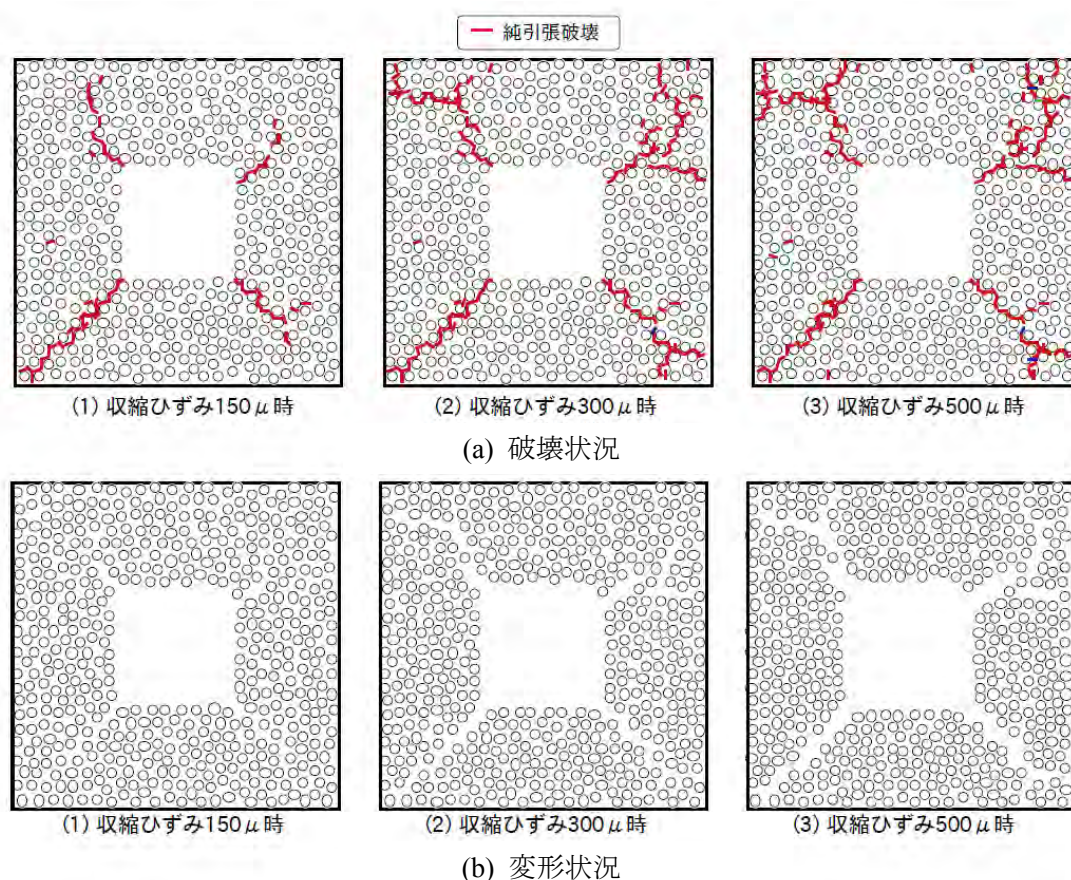 純引張破壊
(1) 収縮ひずみ150μ時
(2) 収縮ひずみ300μ時
(3) 収縮ひずみ500μ時
(a) 破壊状況
(1) 収縮ひずみ150μ時
(2) 収縮ひずみ300μ時
(3) 収縮ひずみ500μ時
(b) 変形状況